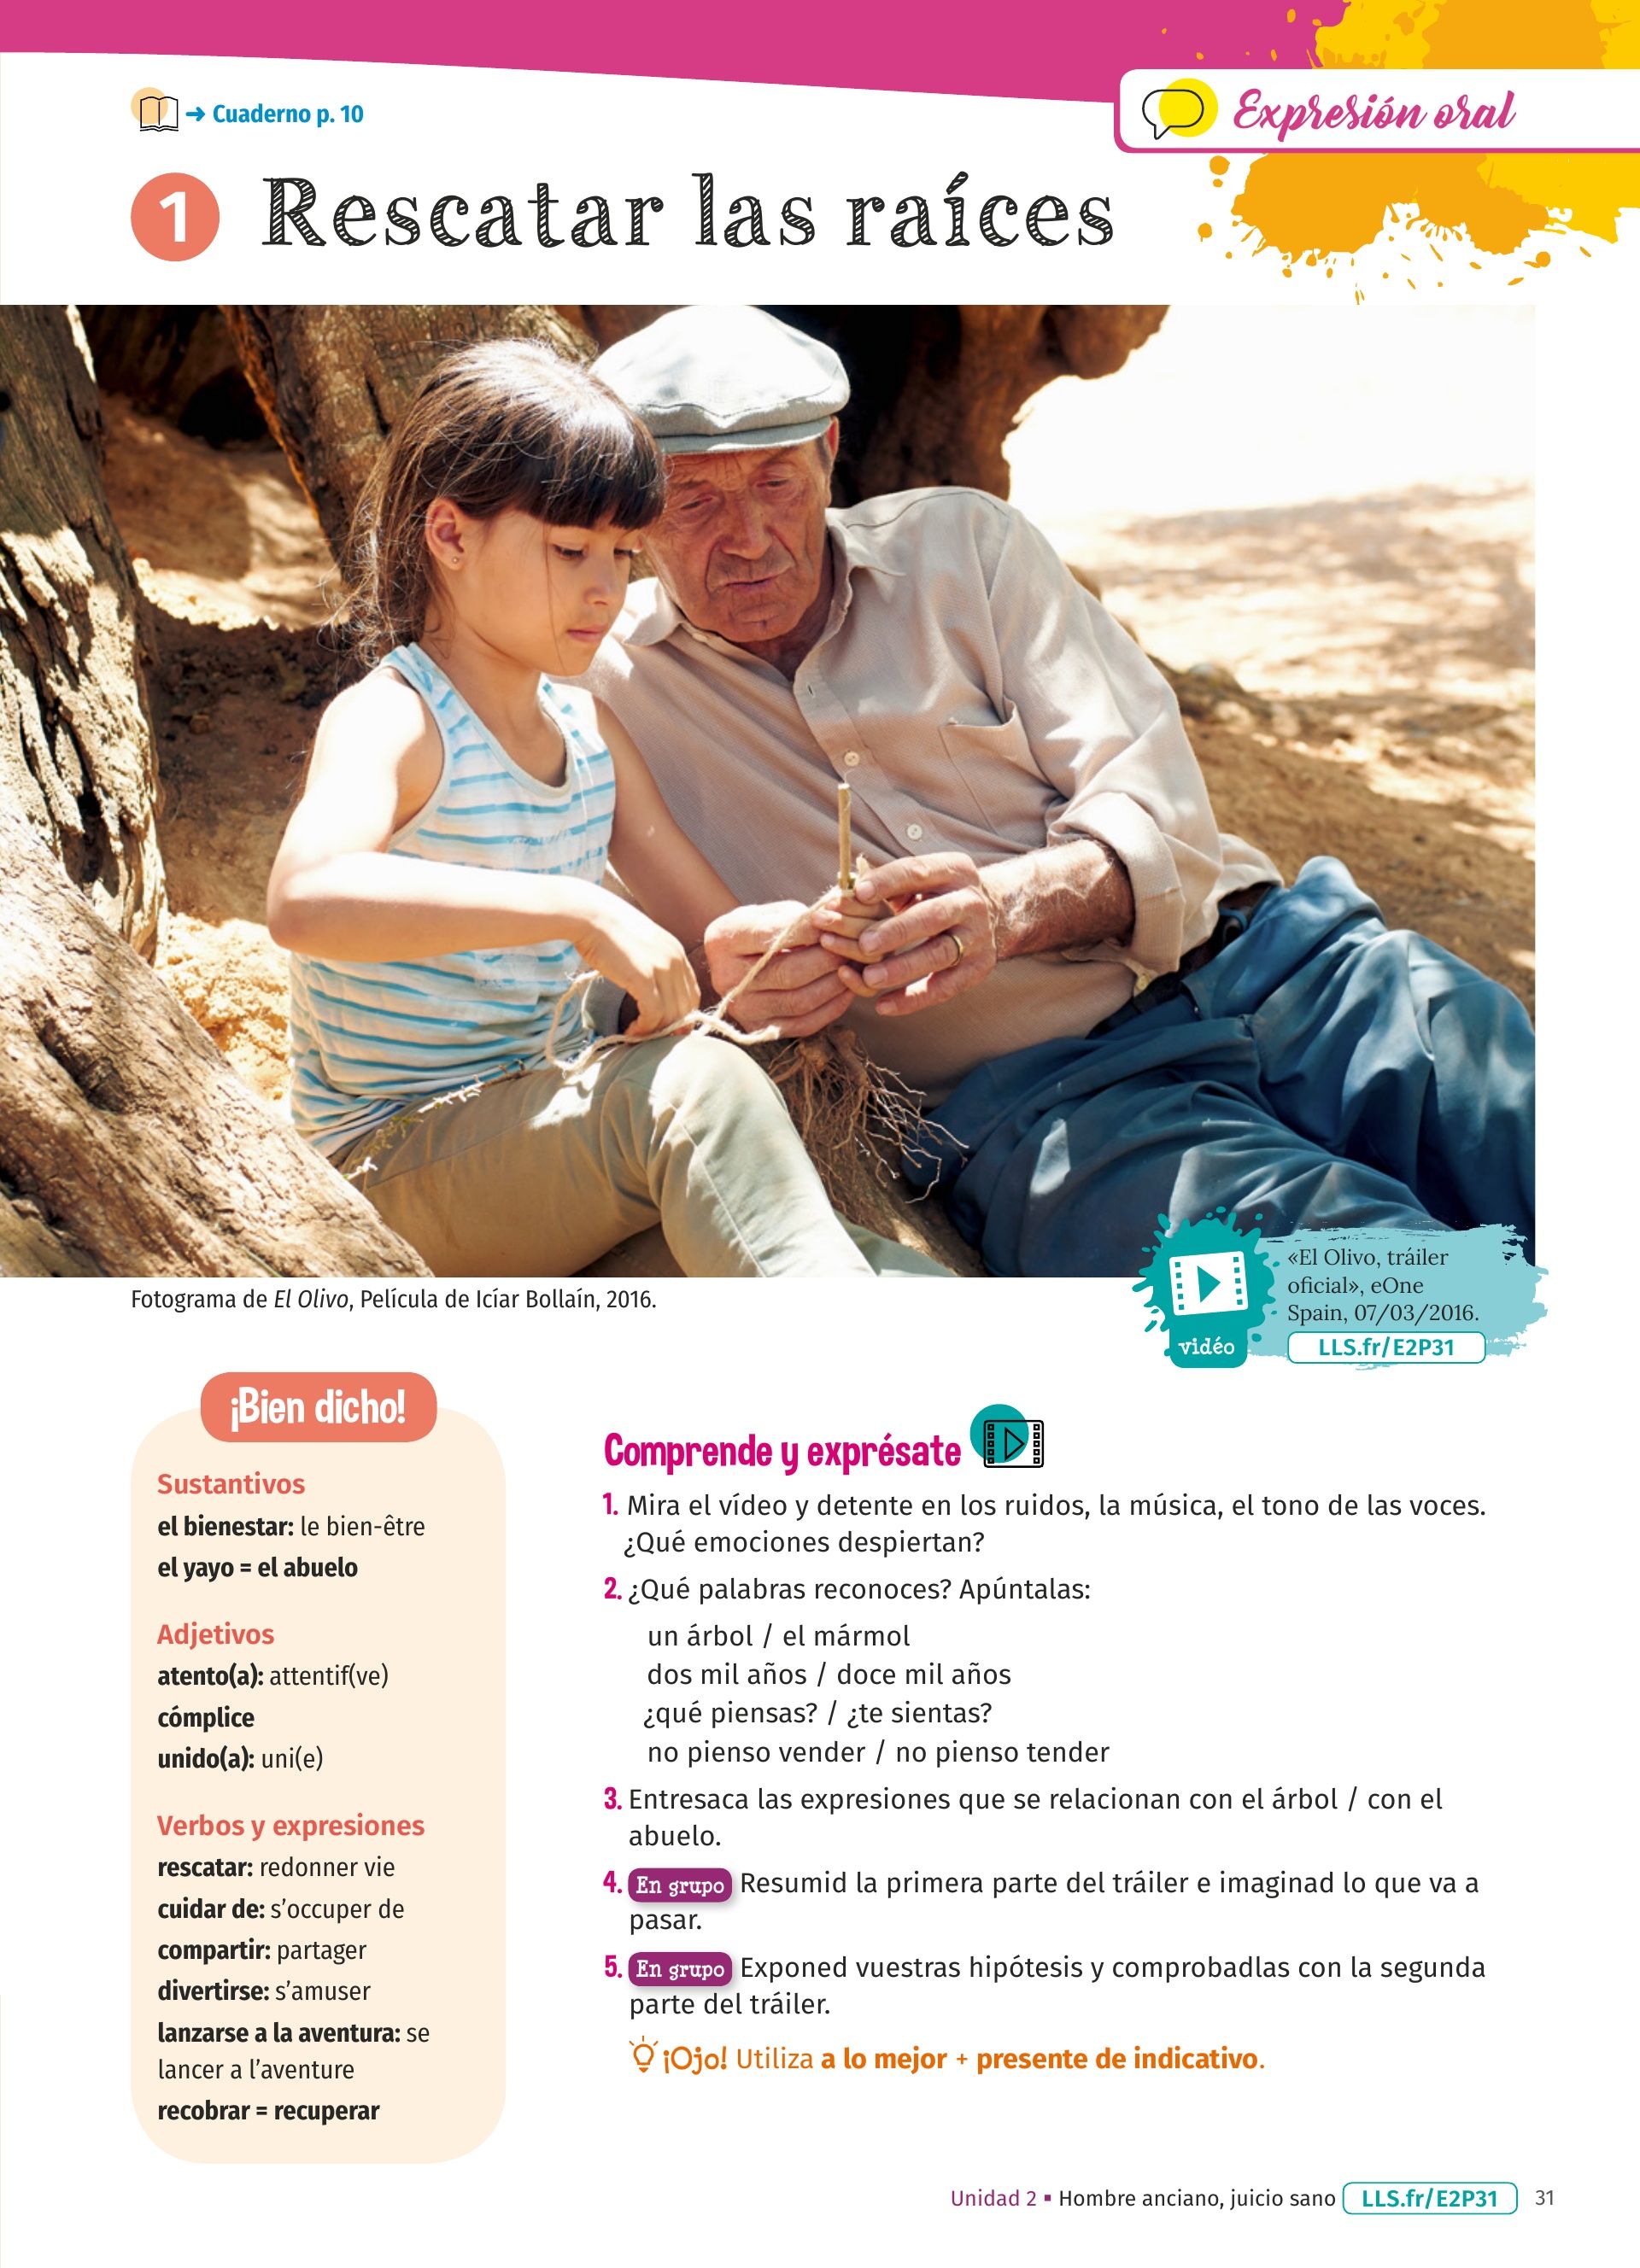 → Cuaderno p. 10
Expresión oral
1 Rescatar las raíces
«El Olivo, tráiler
oficial», eOne
Spain, 07/03/2016.
vidéo
LLS.fr/E2P31
Fotograma de El Olivo, Película de Icíar Bollaín, 2016.
¡Bien dicho!
Sustantivos
el bienestar: le bien-être
el yayo = el abuelo
Adjetivos
atento(a): attentif(ve)
cómplice
unido(a): uni(e)
Verbos y expresiones
rescatar: redonner vie
cuidar de: s’occuper de
compartir: partager
divertirse: s’amuser
lanzarse a la aventura: se
lancer a l’aventure
recobrar = recuperar
Comprende y exprésate
1. Mira el vídeo y detente en los ruidos, la música, el tono de las voces.
¿Qué emociones despiertan?
2. ¿Qué palabras reconoces? Apúntalas:
un árbol / el mármol
dos mil años / doce mil años
¿qué piensas? / ¿te sientas?
no pienso vender / no pienso tender
3. Entresaca las expresiones que se relacionan con el árbol / con el
abuelo.
4. En grupo Resumid la primera parte del tráiler e imaginad lo que va a
pasar.
5. En grupo Exponed vuestras hipótesis y comprobadlas con la segunda
parte del tráiler.
¡Ojo! Utiliza a lo mejor + presente de indicativo.
Unidad 2 ▪ Hombre anciano, juicio sano LLS.fr/E2P31 31